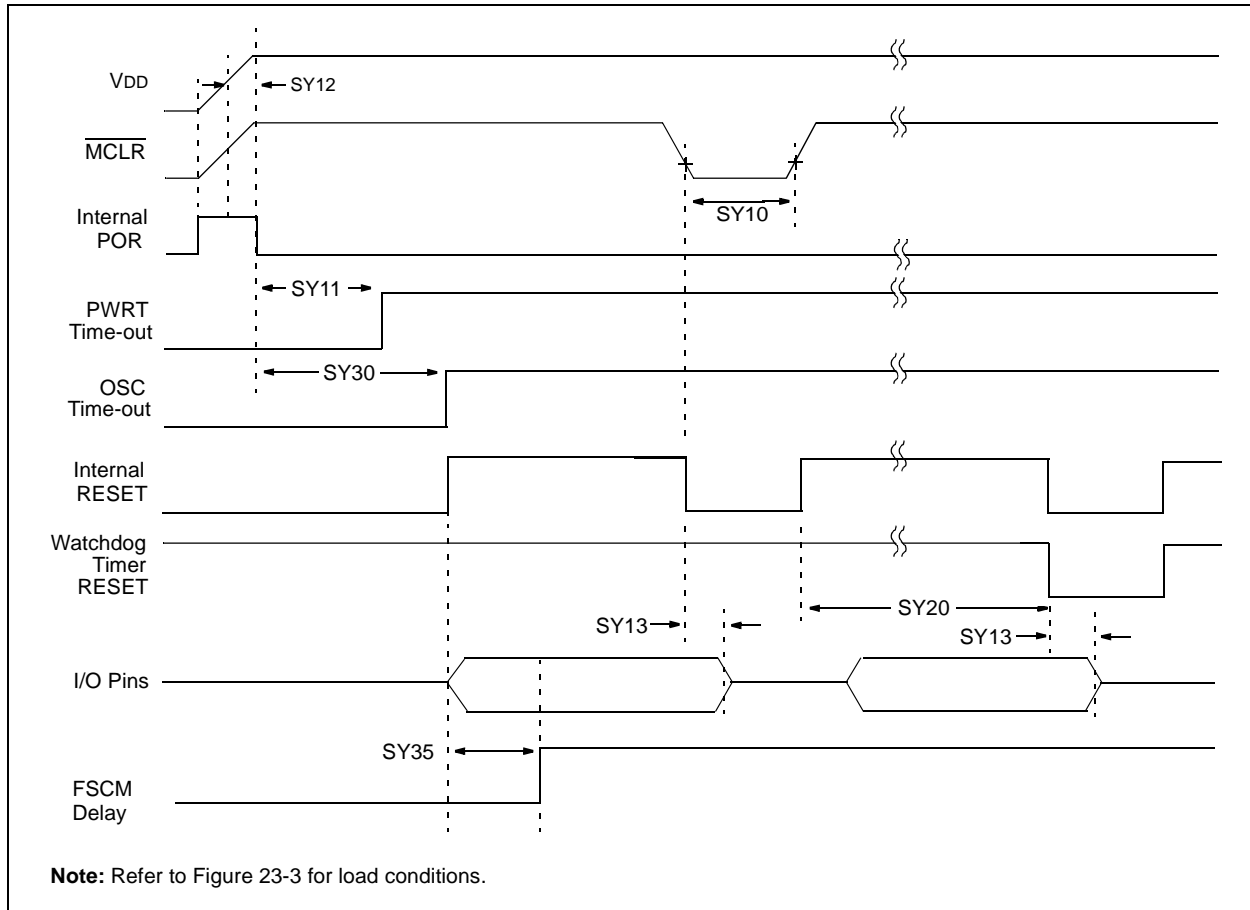 VDD
SY12
MCLR
SY10
Internal
POR
SY11
PWRT
Time-out
SY30
OSC
Time-out
Internal
RESET
Watchdog
Timer
RESET
SY20
SY13
SY13
I/O Pins
SY35
FSCM
Delay
Note: Refer to Figure 23-3 for load conditions.